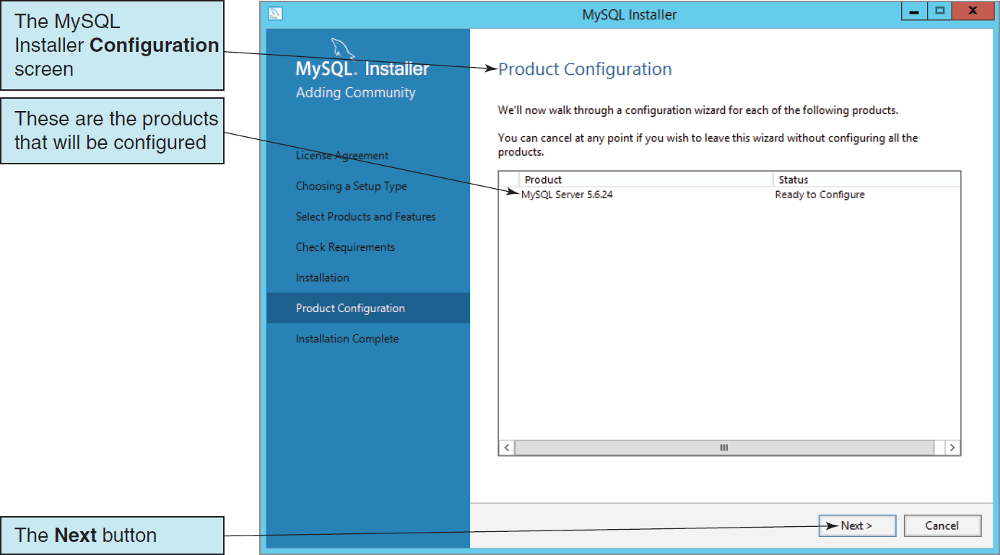 The MySQL
Installer Configuration
screen
These are the products
that will be configured
The Next button
MySQL Installer
MySQL. Installer
Adding Community
License Agreement
Choosing a Setup Type
Select Products and Features
Check Requirements
Installation
Product Configuration
Installation Complete
Product Configuration
We'll now walk through a configuration wizard for each of the following products.
You can cancel at any point if you wish to leave this wizard without configuring all the
products.
Product Status
MySQL Server 5.6.24 Ready to Configure
Next > Cancel